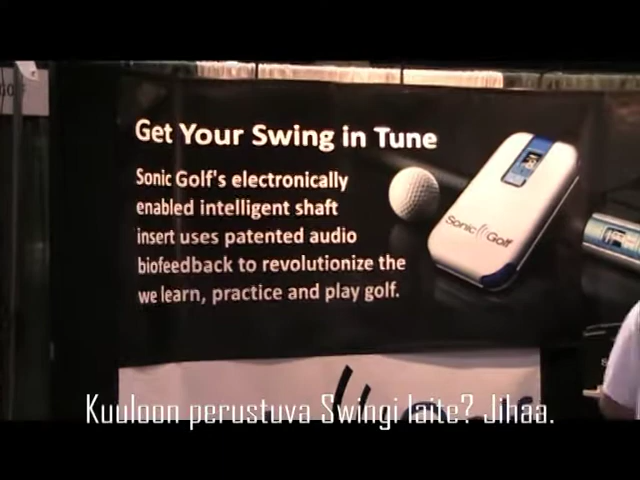 Get Your Swing in Tune
Sonic Golf's electronically
enabled intelligent shaft
insert uses patented audio
biofeedback to revolutionize the
we learn, practice and play golf.
Sonic Golf
Kuuloon perustuva Swingi laite? Jihaa.